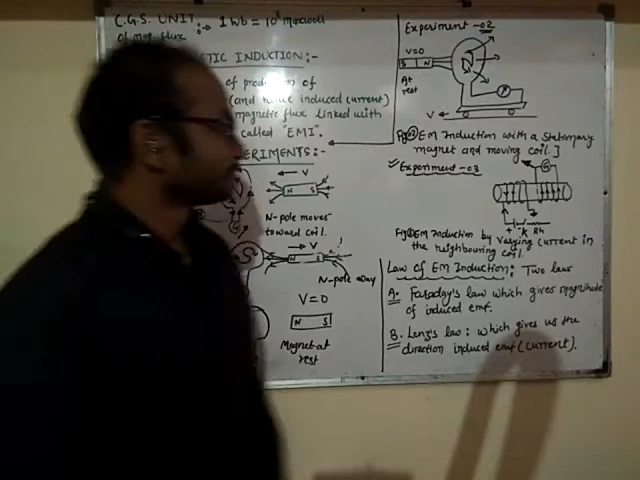 C.G.S. UNIT :→ 1 Wb = 10⁸ maxwell
of mag. flux
ETIC INDUCTION:-
of production of
(and hence induced current)
magnetic flux linked with
called "EMI".
PERIMENTS:-
→ V
N S
N-pole moves
toward coil.
→ V
N S
N-pole away
V=0
N S
Magnet at
rest
Experiment -02
V=0
S N
At
rest
V ←
EM Induction with a stationary
magnet and moving coil.]
Experiment -03
G
+ - K Rh
EM Induction by varying current in
the neighbouring coil.
Law of EM Induction: Two laws
A. Faraday's law which gives magnitude
of induced emf.
B. Lenz's law: which gives us the
direction induced emf (current).